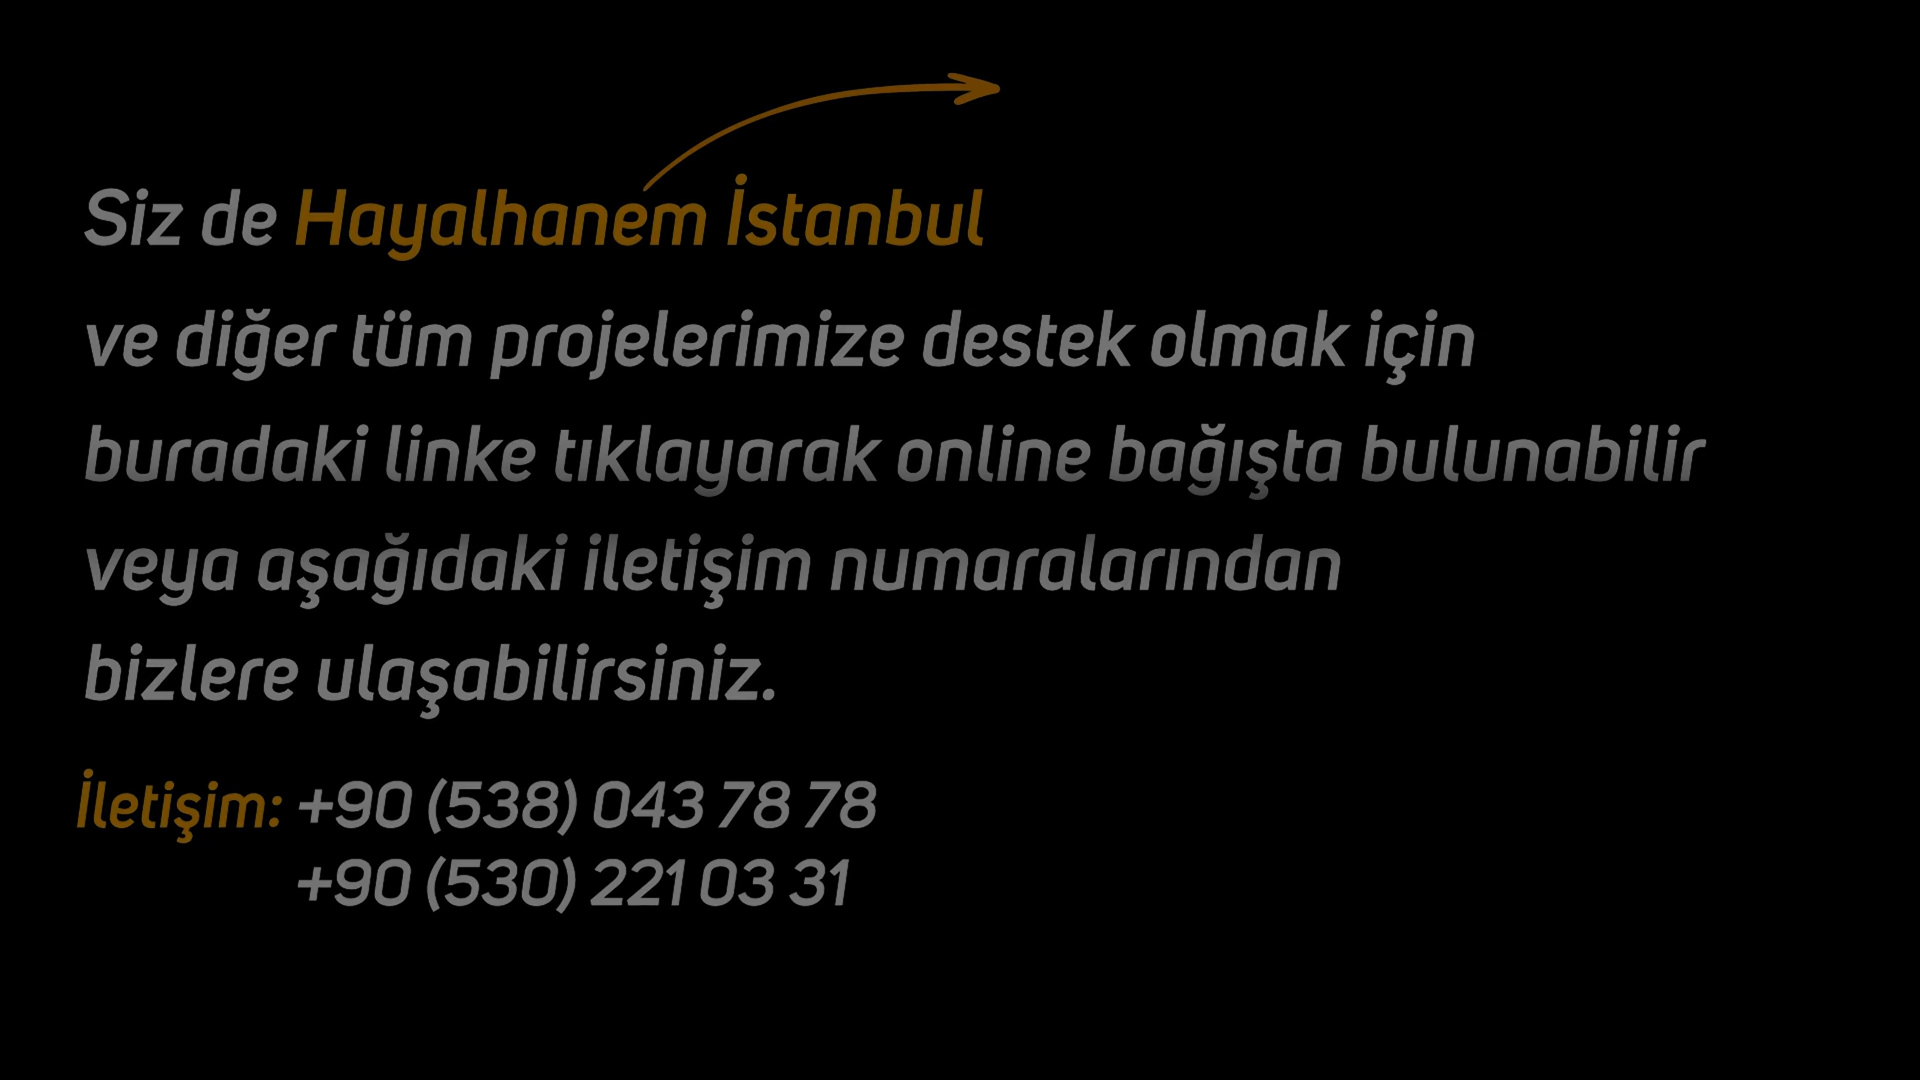 Siz de Hayalhanem İstanbul
ve diğer tüm projelerimize destek olmak için
buradaki linke tıklayarak online bağışta bulunabilir
veya aşağıdaki iletişim numaralarından
bizlere ulaşabilirsiniz.
İletişim: +90 (538) 043 78 78
+90 (530) 221 03 31